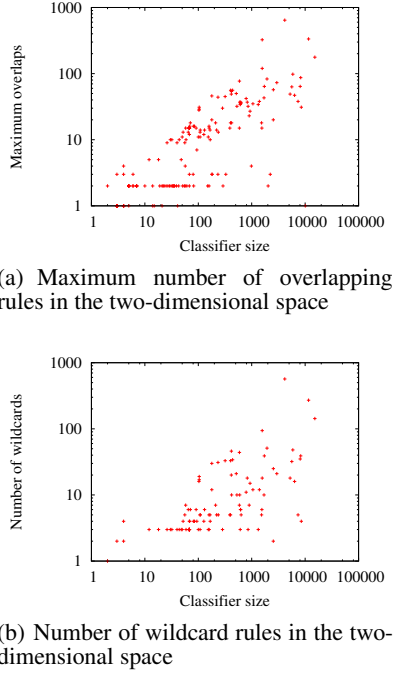 1000
100
10
1
Maximum overlaps
1 10 100 1000 10000 100000
Classifier size
(a) Maximum number of overlapping
rules in the two-dimensional space
1000
100
10
1
Number of wildcards
1 10 100 1000 10000 100000
Classifier size
(b) Number of wildcard rules in the two-
dimensional space